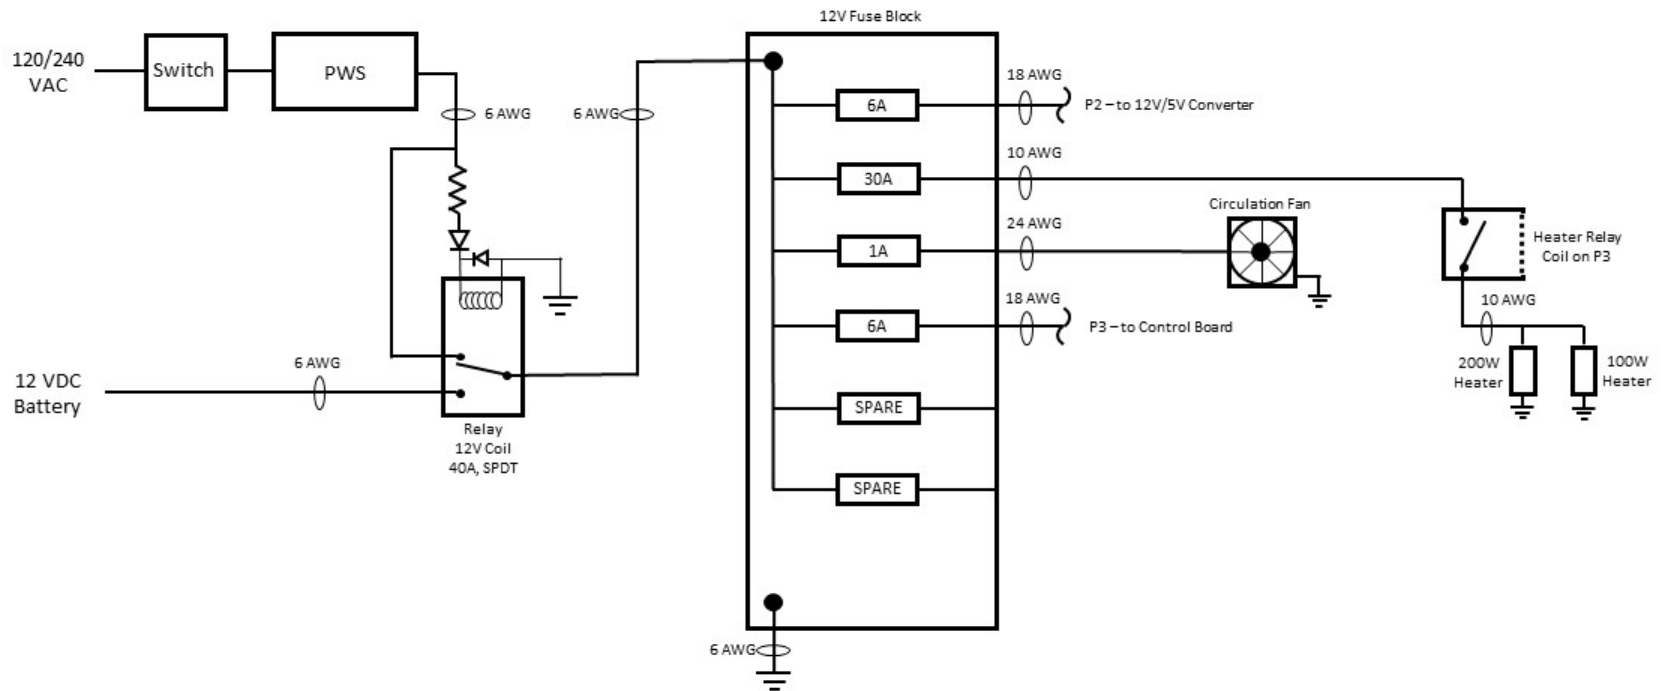 12V Fuse Block
120/240
VAC
Switch
PWS
6 AWG
6 AWG
18 AWG
6A
P2 – to 12V/5V Converter
10 AWG
30A
Circulation Fan
24 AWG
1A
Heater Relay
Coil on P3
18 AWG
6A
P3 – to Control Board
10 AWG
200W
Heater
100W
Heater
6 AWG
12 VDC
Battery
Relay
12V Coil
40A, SPDT
SPARE
SPARE
6 AWG